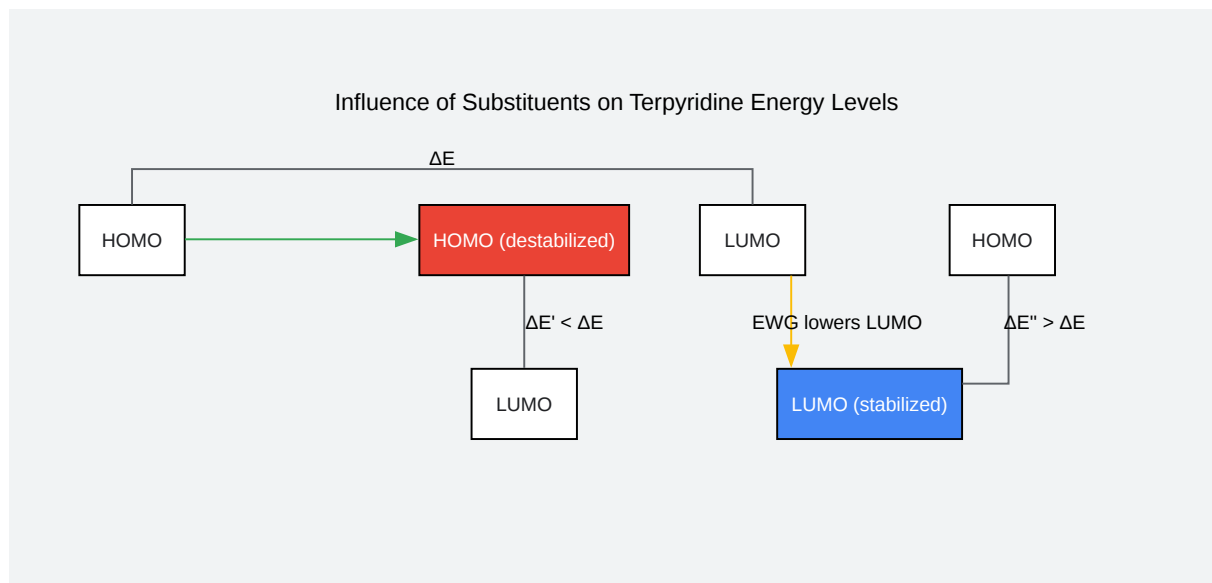 Influence of Substituents on Terpyridine Energy Levels
ΔE
HOMO
HOMO (destabilized)
LUMO
HOMO
ΔE' < ΔE
EWG lowers LUMO
ΔE'' > ΔE
LUMO
LUMO (stabilized)